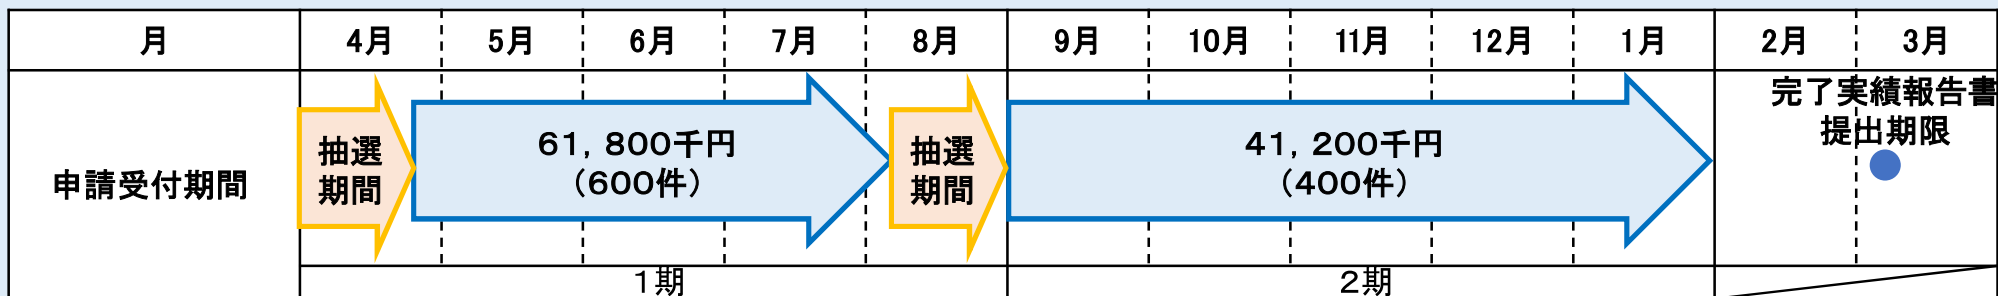 月 4月 5月 6月 7月 8月 9月 10月 11月 12月 1月 2月 3月
申請受付期間
抽選
期間
61，800千円
（600件）
抽選
期間
41，200千円
（400件）
完了実績報告書
提出期限
1期 2期